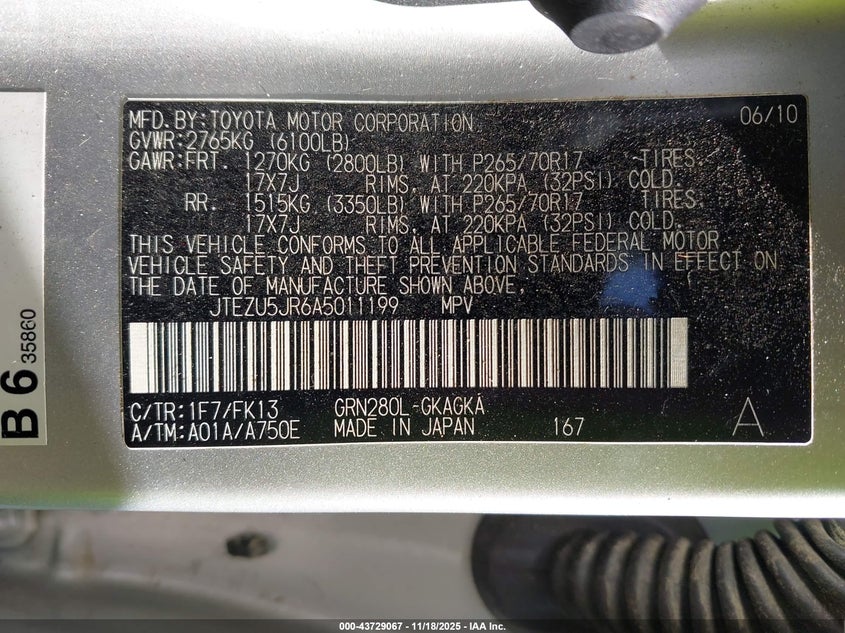 MFD.BY:TOYOTA MOTOR CORPORATION 06/10
GVWR:2765KG (6100LB)
GAWR:FRT. 1270KG (2800LB) WITH P265/70R17 TIRES,
17X7J RIMS, AT 220KPA (32PSI) COLD.
RR. 1515KG (3350LB) WITH P265/70R17 TIRES,
17X7J RIMS, AT 220KPA (32PSI) COLD.
THIS VEHICLE CONFORMS TO ALL APPLICABLE FEDERAL MOTOR
VEHICLE SAFETY AND THEFT PREVENTION STANDARDS IN EFFECT ON
THE DATE OF MANUFACTURE SHOWN ABOVE.
JTEZU5JR6A5011199 MPV
C/TR:1F7/FK13 GRN280L-GKAGKA
A/TM:A01A/A750E MADE IN JAPAN 167 A
B6 35860
000-43729067 - 11/18/2025 - IAA Inc.